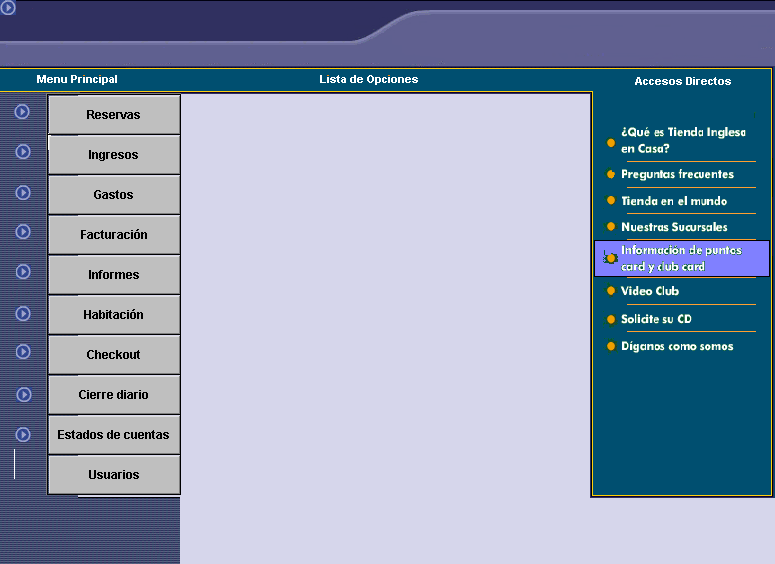 Menu Principal
Lista de Opciones
Accesos Directos
Reservas
Ingresos
Gastos
Facturación
Informes
Habitación
Checkout
Cierre diario
Estados de cuentas
Usuarios
¿Qué es Tienda Inglesa
en Casa?
Preguntas frecuentes
Tienda en el mundo
Nuestras Sucursales
Información de puntos
card y club card
Video Club
Solicite su CD
Díganos como somos